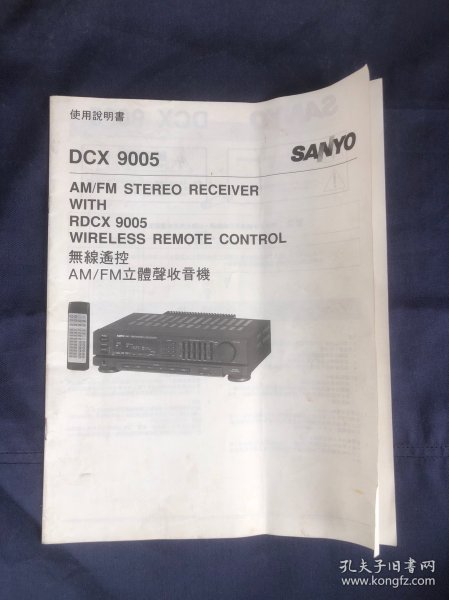 使用說明書
DCX 9005
SANYO
AM/FM STEREO RECEIVER
WITH
RDCX 9005
WIRELESS REMOTE CONTROL
無線遙控
AM/FM立體聲收音機
SANYO
孔夫子旧书网
www.kongfz.com